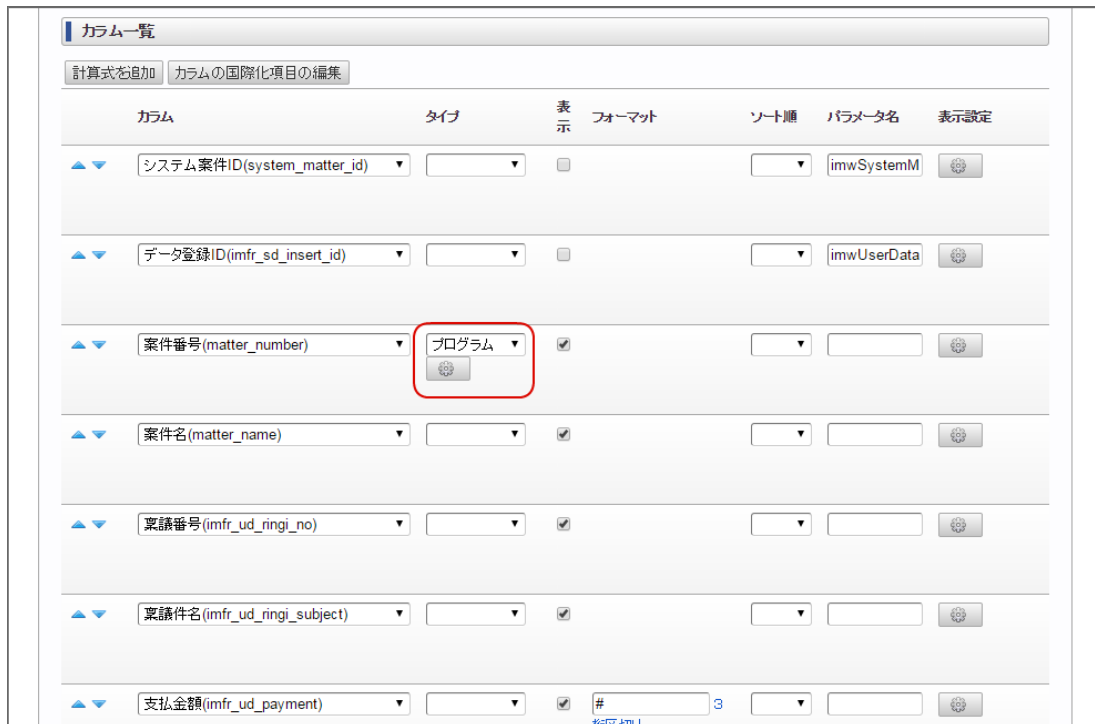 カラム一覧
計算式を追加 カラムの国際化項目の編集
カラム タイプ 表示 フォーマット ソート順 パラメータ名 表示設定
システム案件ID(system_matter_id) imwSystemM
データ登録ID(imfr_sd_insert_id) imwUserData
案件番号(matter_number) プログラム
案件名(matter_name)
稟議番号(imfr_ud_ringi_no)
稟議件名(imfr_ud_ringi_subject)
支払金額(imfr_ud_payment) # 3
桁区切り